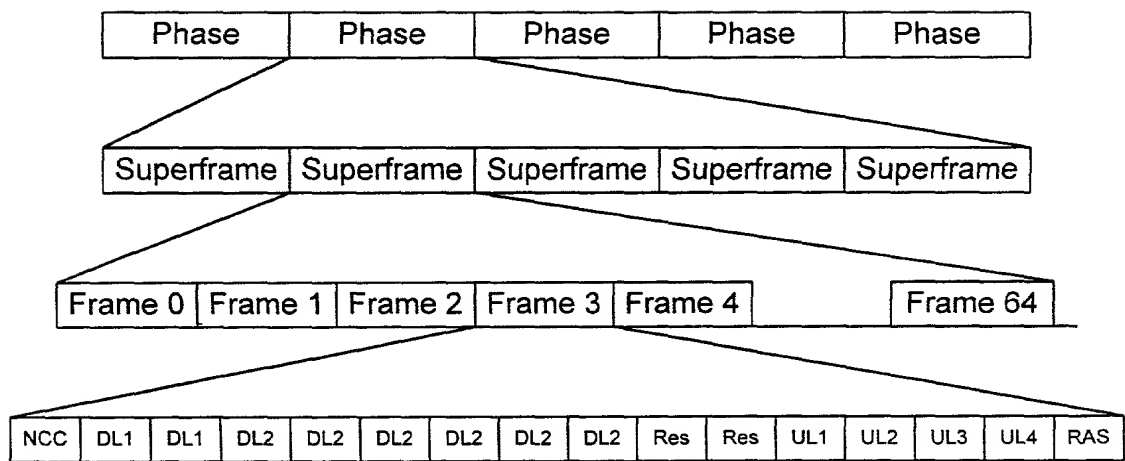 Phase Phase Phase Phase Phase
Superframe Superframe Superframe Superframe Superframe
Frame 0 Frame 1 Frame 2 Frame 3 Frame 4 Frame 64
NCC DL1 DL1 DL2 DL2 DL2 DL2 DL2 DL2 Res Res UL1 UL2 UL3 UL4 RAS